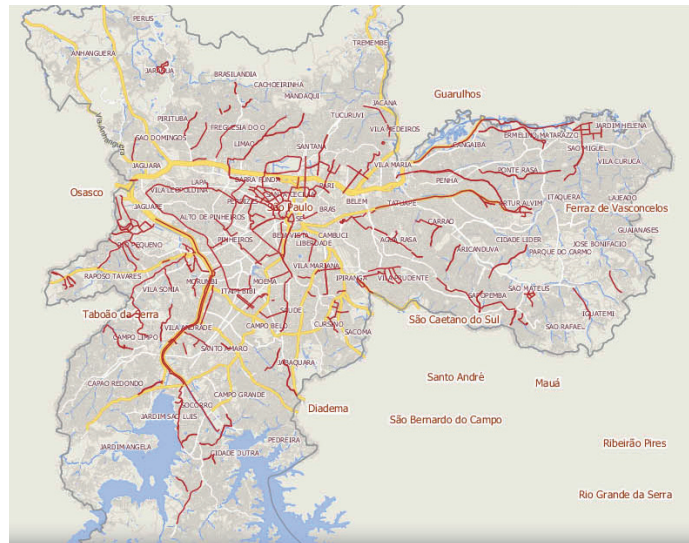 PERUS
TREMEMBE
ANHANGUERA
JARAGUA
BRASILANDIA
CACHOEIRINHA
MANDAQUI
Guarulhos
JACANA
PIRITUBA
TUCURUVI
FREGUESIA DO O
VILA MEDEIROS
ERMELINO MATARAZZO
JARDIM HELENA
SAO DOMINGOS
LIMAO
SANTANA
CANGAIBA
SAO MIGUEL
JAGUARA
VILA MARIA
VILA CURUCA
LAPA
BARRA FUNDA
PARI
PENHA
PONTE RASA
Osasco
VILA LEOPOLDINA
PERDIZES
BELEM
ITAQUERA
LAJEADO
JAGUARE
São Paulo
BRAS
TATUAPE
ARTUR ALVIM
Ferraz de Vasconcelos
ALTO DE PINHEIROS
CARRAO
GUAIANASES
RIO PEQUENO
PINHEIROS
BELA VISTA
CAMBUCI
LIBERDADE
AGUA RASA
CIDADE LIDER
JOSE BONIFACIO
ARICANDUVA
PARQUE DO CARMO
RAPOSO TAVARES
VILA MARIANA
VILA SONIA
MORUMBI
ITAIM BIBI
MOEMA
IPIRANGA
VILA PRUDENTE
SAO MATEUS
SAPOPEMBA
Taboão da Serra
SAUDE
IGUATEMI
VILA ANDRADE
CAMPO BELO
CURSINO
SACOMA
São Caetano do Sul
SAO RAFAEL
CAMPO LIMPO
SANTO AMARO
JABAQUARA
CAPAO REDONDO
Santo Andrè
Mauá
SOCORRO
CAMPO GRANDE
JARDIM SAO LUIS
Diadema
São Bernardo do Campo
JARDIM ANGELA
PEDREIRA
CIDADE DUTRA
Ribeirão Pires
Rio Grande da Serra